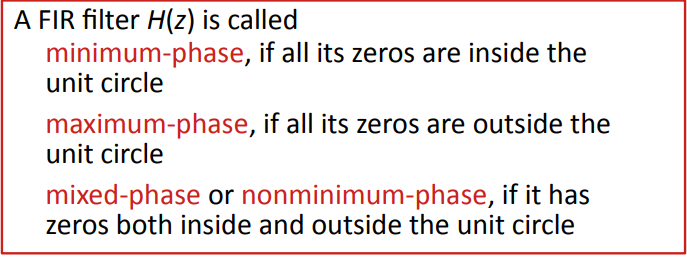 A FIR filter H(z) is called
minimum-phase, if all its zeros are inside the
unit circle
maximum-phase, if all its zeros are outside the
unit circle
mixed-phase or nonminimum-phase, if it has
zeros both inside and outside the unit circle